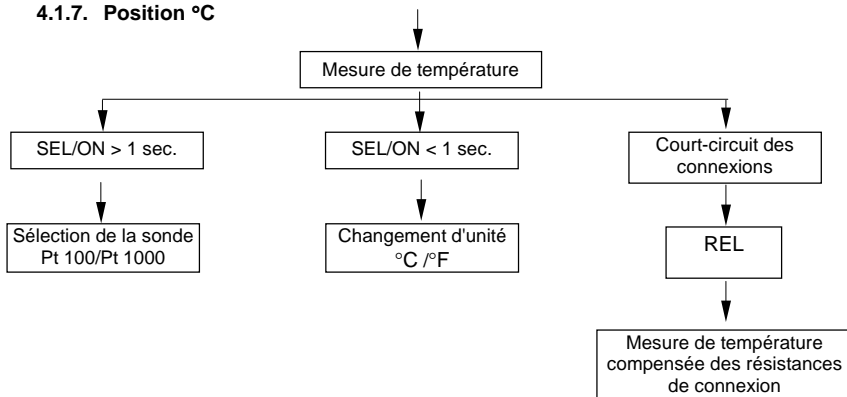 4.1.7. Position °C
Mesure de température
SEL/ON > 1 sec.
SEL/ON < 1 sec.
Court-circuit des
connexions
Sélection de la sonde
Pt 100/Pt 1000
Changement d'unité
°C /°F
REL
Mesure de température
compensée des résistances
de connexion